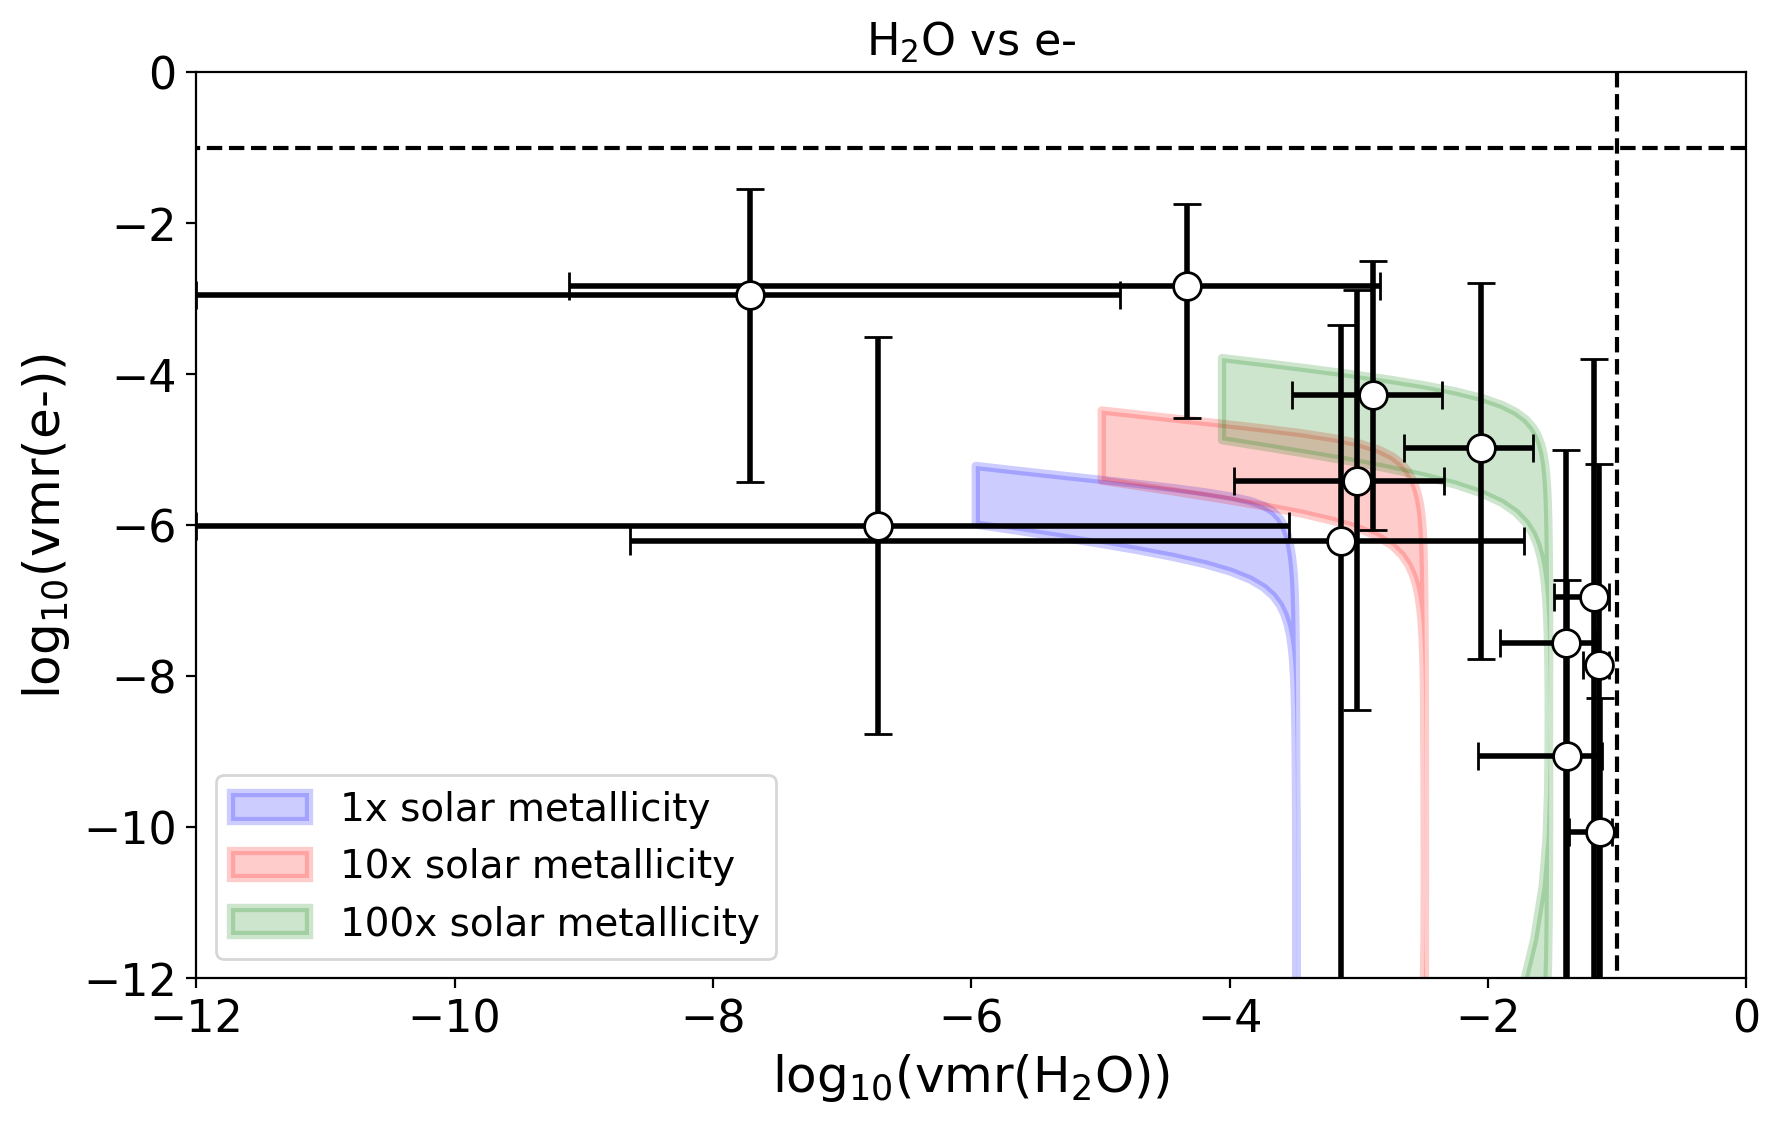 H₂O vs e-
0
−2
−4
−6
−8
−10
−12
log₁₀(vmr(e-))
1x solar metallicity
10x solar metallicity
100x solar metallicity
−12 −10 −8 −6 −4 −2 0
log₁₀(vmr(H₂O))